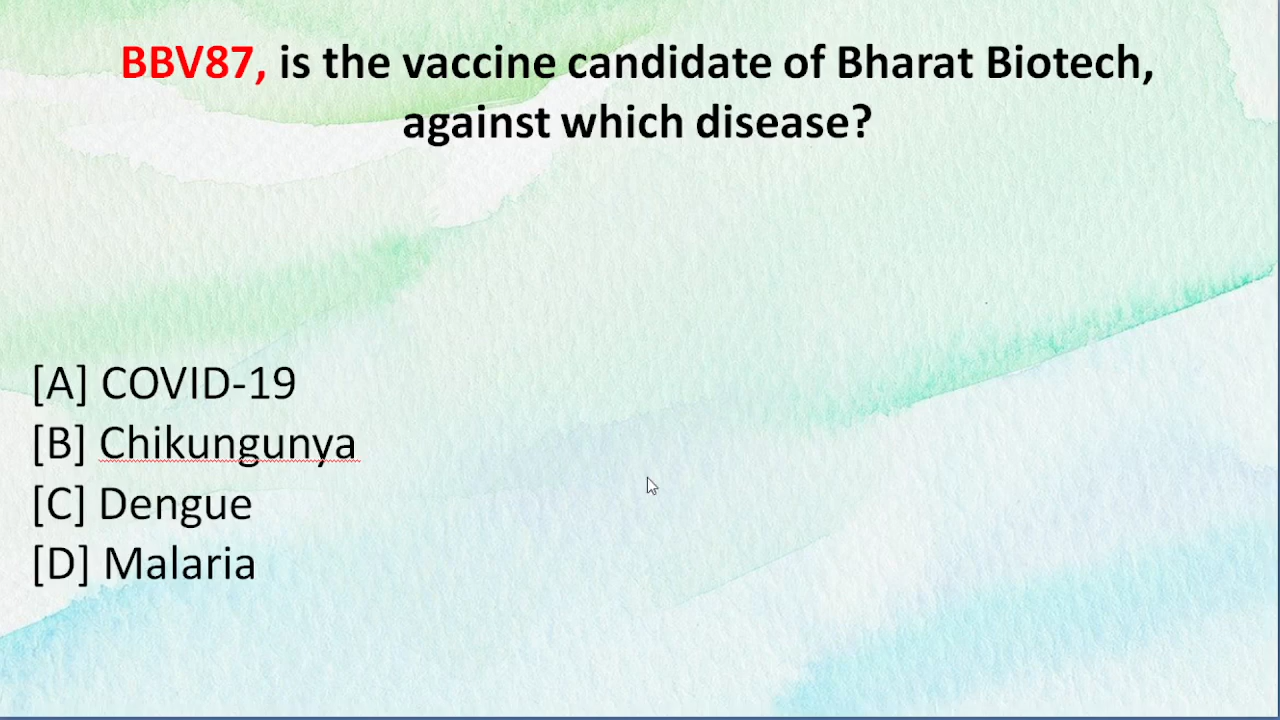 BBV87, is the vaccine candidate of Bharat Biotech,
against which disease?
[A] COVID-19
[B] Chikungunya
[C] Dengue
[D] Malaria